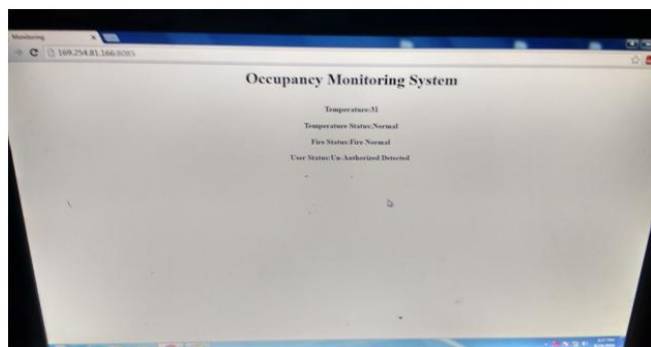 Monitoring
169.254.81.166:8085
Occupancy Monitoring System
Temperature:31
Temperature Status:Normal
Fire Status:Fire Normal
User Status:Un-Authorized Detected